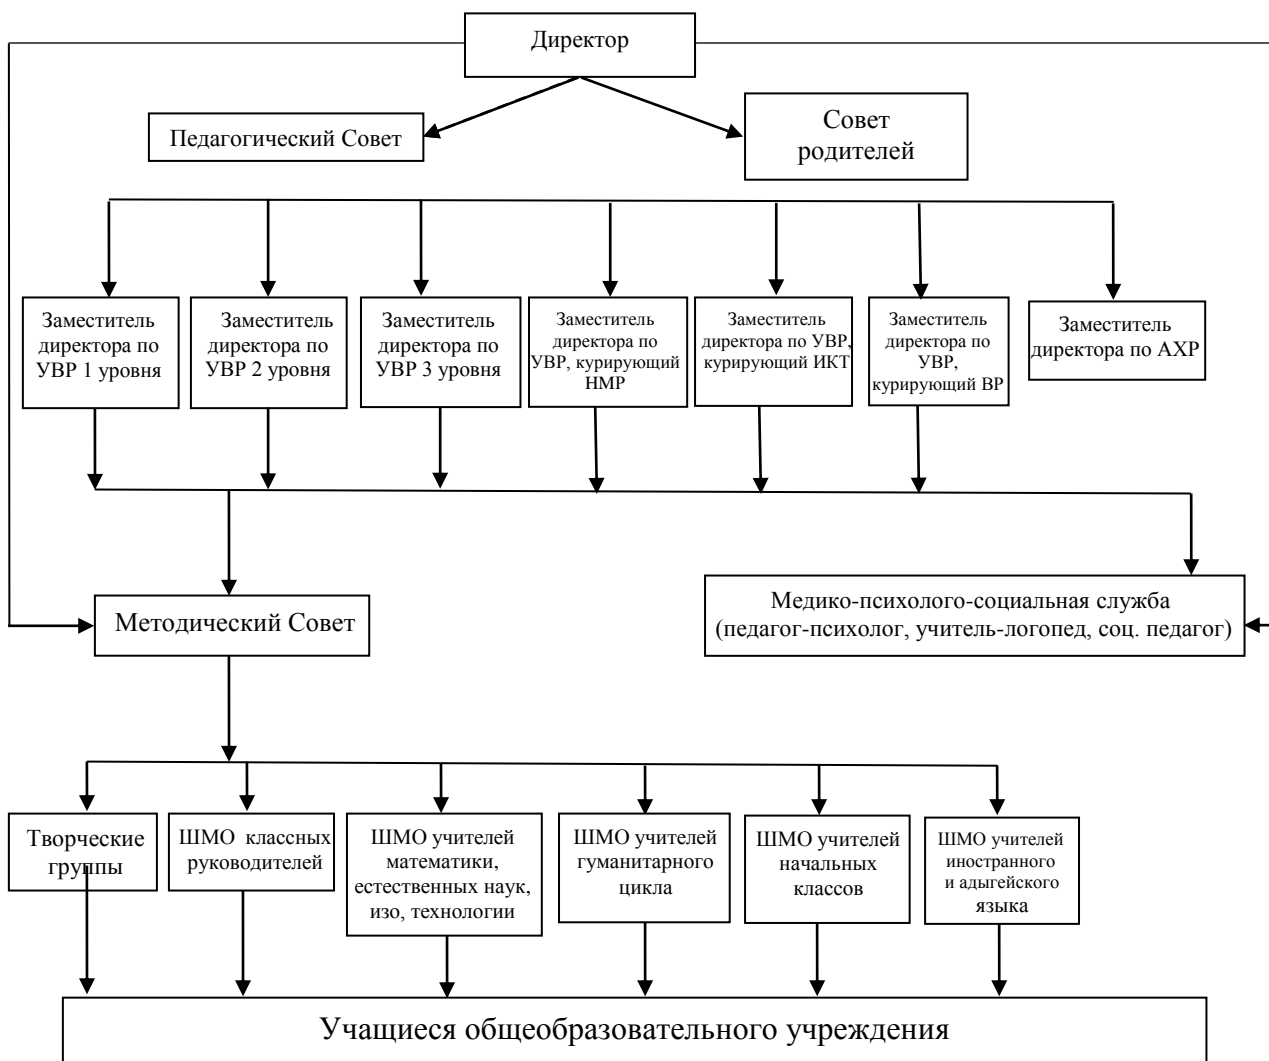 Директор
Педагогический Совет
Совет
родителей
Заместитель
директора по
УВР 1 уровня
Заместитель
директора по
УВР 2 уровня
Заместитель
директора по
УВР 3 уровня
Заместитель
директора по
УВР, курирующий
НМР
Заместитель
директора по УВР,
курирующий ИКТ
Заместитель
директора по
УВР,
курирующий ВР
Заместитель
директора по АХР
Методический Совет
Медико-психолого-социальная служба
(педагог-психолог, учитель-логопед, соц. педагог)
Творческие
группы
ШМО классных
руководителей
ШМО учителей
математики,
естественных наук,
изо, технологии
ШМО учителей
гуманитарного
цикла
ШМО учителей
начальных
классов
ШМО учителей
иностранного
и адыгейского
языка
Учащиеся общеобразовательного учреждения